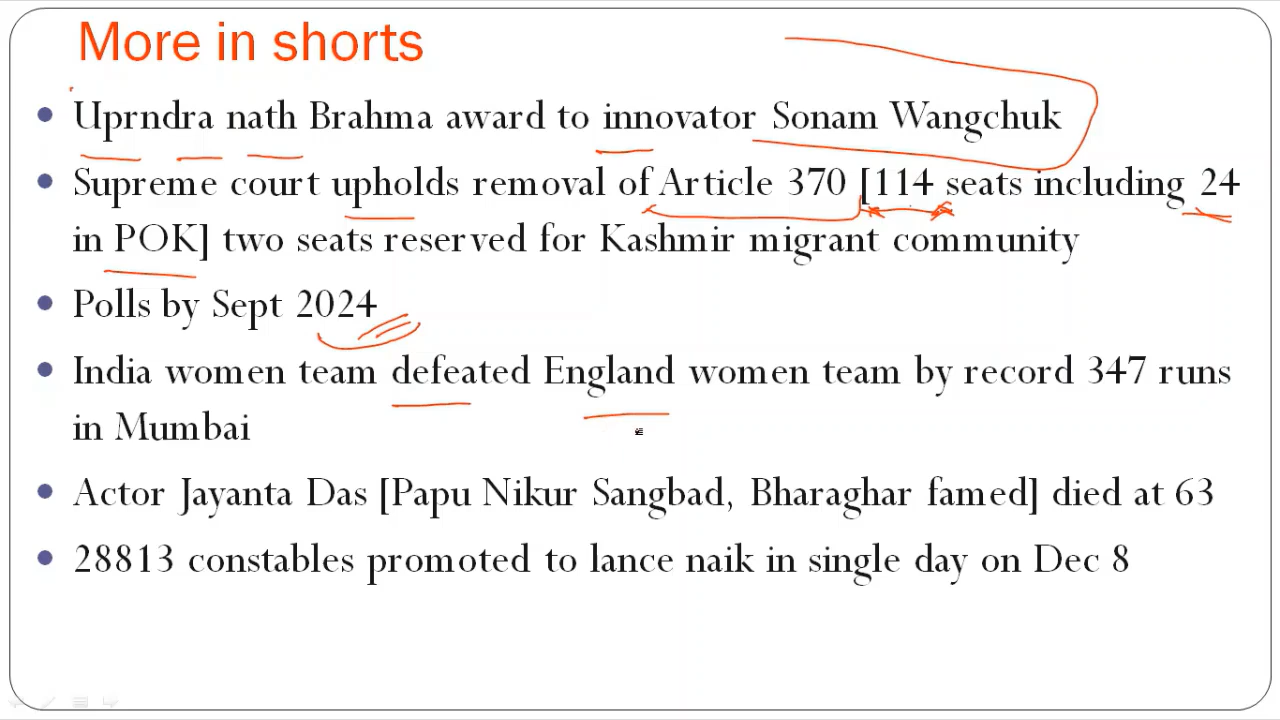 More in shorts
Uprndra nath Brahma award to innovator Sonam Wangchuk
Supreme court upholds removal of Article 370 [114 seats including 24
in POK] two seats reserved for Kashmir migrant community
Polls by Sept 2024
India women team defeated England women team by record 347 runs
in Mumbai
Actor Jayanta Das [Papu Nikur Sangbad, Bharaghar famed] died at 63
28813 constables promoted to lance naik in single day on Dec 8